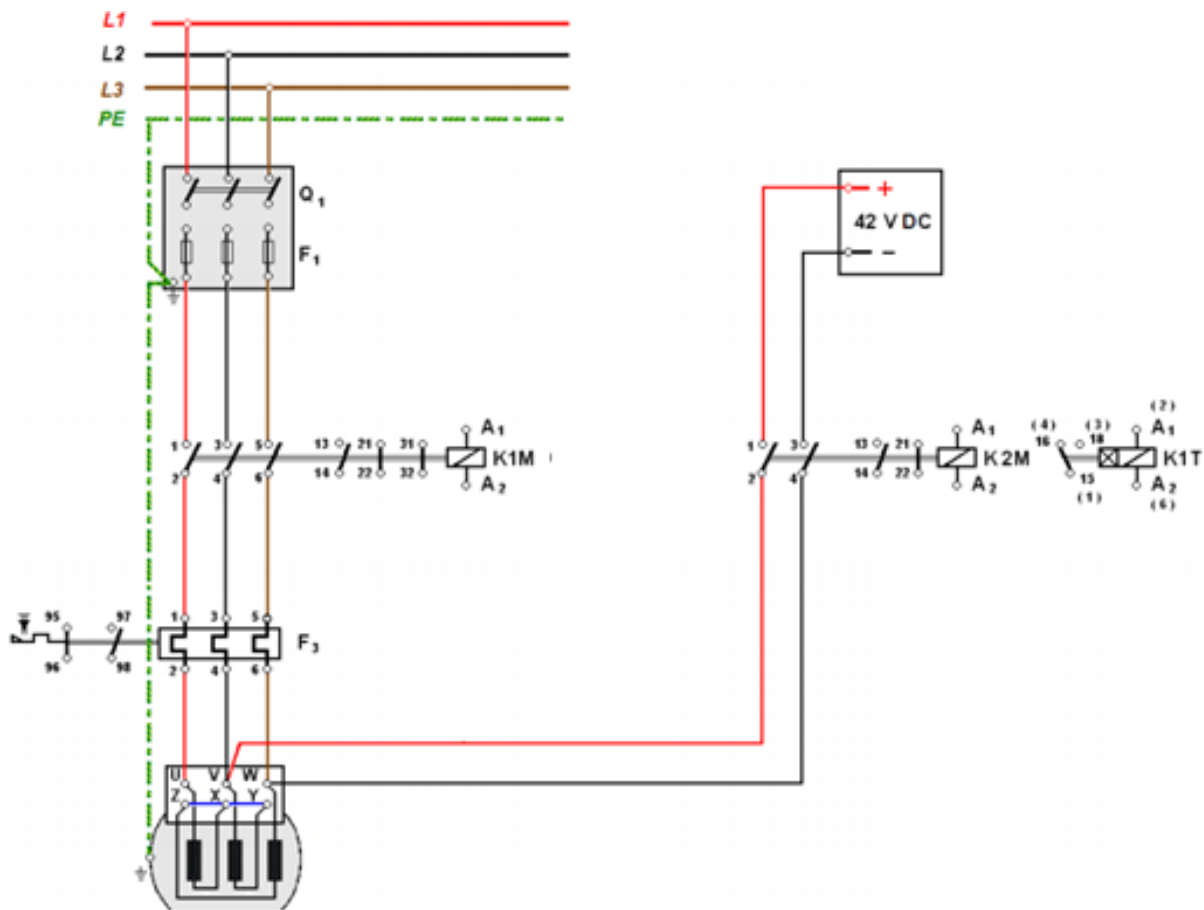 L1
L2
L3
PE
Q1
F1
+
42 V DC
−
1 3 5 13 21 31 A1
K1M
2 4 6 14 22 32 A2
1 3 13 21 A1
K2M
2 4 14 22 A2
(4) (3) (2)
16 18 A1
K1T
15 A2
(1) (6)
95 97 1 3 5
F3
96 98 2 4 6
U V W
Z X Y